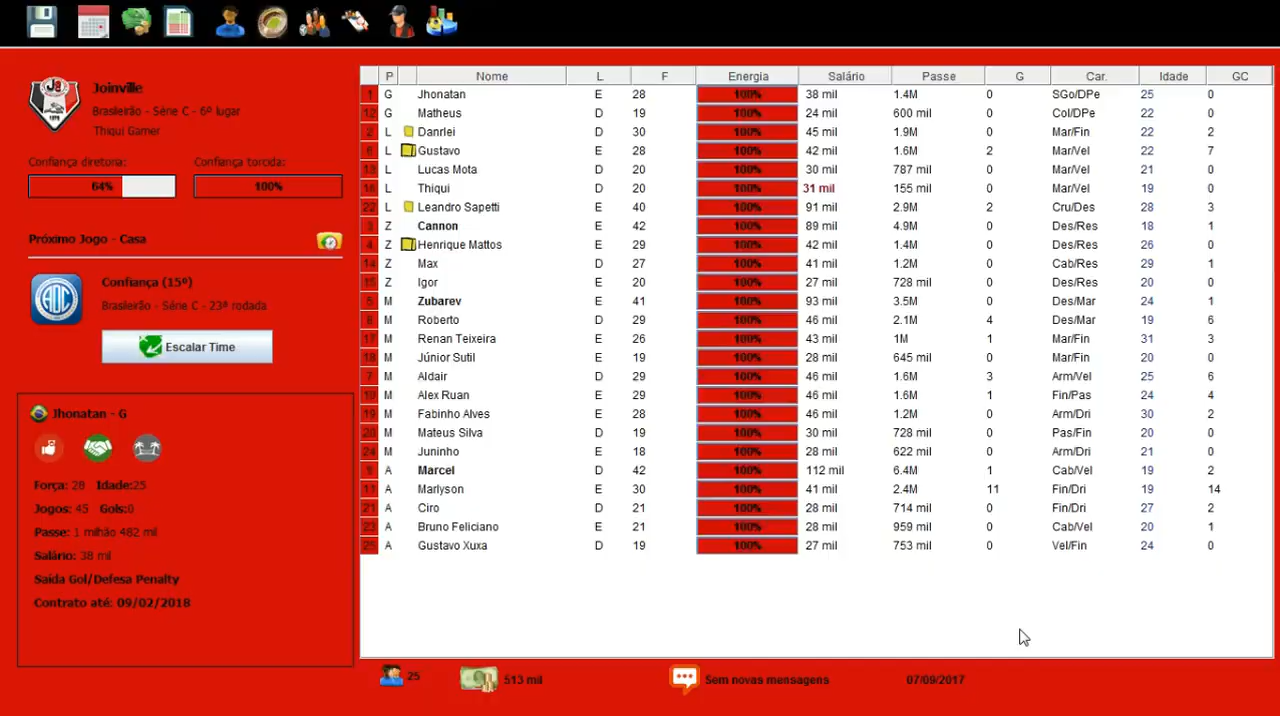 Joinville
Brasileirão - Série C - 6º lugar
Thiqui Gamer
Confiança diretoria: Confiança torcida:
64% 100%
Próximo Jogo - Casa
Confiança (15º)
Brasileirão - Série C - 23ª rodada
Escalar Time
Jhonatan - G
Força: 28 Idade:25
Jogos: 45 Gols:0
Passe: 1 milhão 482 mil
Salário: 38 mil
Saída Gol/Defesa Penalty
Contrato até: 09/02/2018
P Nome L F Energia Salário Passe G Car. Idade GC
1 G Jhonatan E 28 100% 38 mil 1.4M 0 SGo/DPe 25 0
12 G Matheus D 19 100% 24 mil 600 mil 0 Col/DPe 22 0
2 L Danrlei D 30 100% 45 mil 1.9M 0 Mar/Fin 22 2
6 L Gustavo E 28 100% 42 mil 1.6M 2 Mar/Vel 22 7
13 L Lucas Mota D 20 100% 30 mil 787 mil 0 Mar/Vel 21 0
16 L Thiqui D 20 100% 31 mil 155 mil 0 Mar/Vel 19 0
22 L Leandro Sapetti E 40 100% 91 mil 2.9M 2 Cru/Des 28 3
3 Z Cannon E 42 100% 89 mil 4.9M 0 Des/Res 18 1
4 Z Henrique Mattos E 29 100% 42 mil 1.4M 0 Des/Res 26 0
14 Z Max D 27 100% 41 mil 1.2M 0 Cab/Res 29 1
15 Z Igor D 20 100% 27 mil 728 mil 0 Des/Res 20 0
5 M Zubarev E 41 100% 93 mil 3.5M 0 Des/Mar 24 1
8 M Roberto D 29 100% 46 mil 2.1M 4 Des/Mar 19 6
17 M Renan Teixeira E 26 100% 43 mil 1M 1 Mar/Fin 31 3
18 M Júnior Sutil E 19 100% 28 mil 645 mil 0 Mar/Fin 20 0
7 M Aldair D 29 100% 46 mil 1.6M 3 Arm/Vel 25 6
M Alex Ruan E 29 100% 46 mil 1.6M 1 Fin/Pas 24 4
19 M Fabinho Alves E 28 100% 46 mil 1.2M 0 Arm/Dri 30 2
20 M Mateus Silva D 19 100% 30 mil 728 mil 0 Pas/Fin 20 0
24 M Juninho E 18 100% 28 mil 622 mil 0 Arm/Dri 21 0
9 A Marcel D 42 100% 112 mil 6.4M 1 Cab/Vel 19 2
11 A Marlyson E 30 100% 41 mil 2.4M 11 Fin/Dri 19 14
21 A Ciro D 21 100% 28 mil 714 mil 0 Fin/Dri 27 2
23 A Bruno Feliciano E 21 100% 28 mil 959 mil 0 Cab/Vel 20 1
25 A Gustavo Xuxa D 19 100% 27 mil 753 mil 0 Vel/Fin 24 0
25 513 mil Sem novas mensagens 07/09/2017